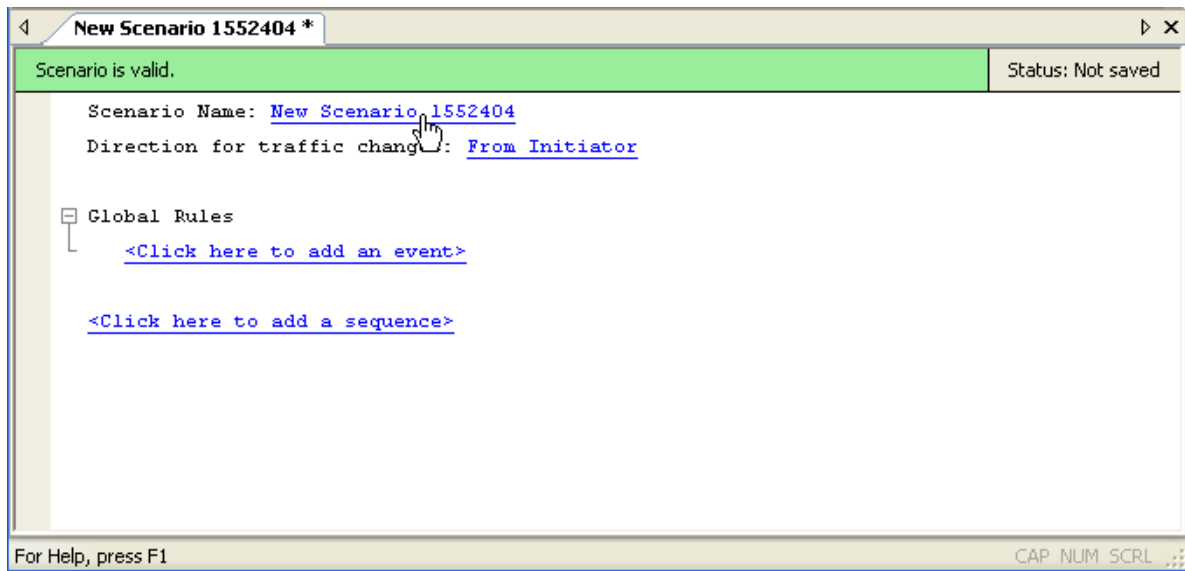 New Scenario 1552404 *
Scenario is valid.
Status: Not saved
Scenario Name: New Scenario 1552404
Direction for traffic change: From Initiator
Global Rules
<Click here to add an event>
<Click here to add a sequence>
For Help, press F1
CAP NUM SCRL